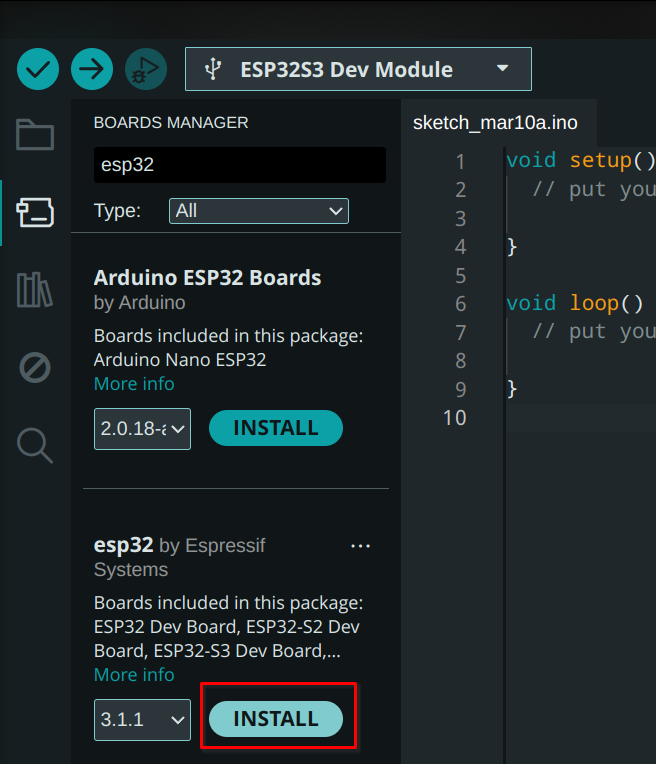 ESP32S3 Dev Module
BOARDS MANAGER
esp32
Type: All
Arduino ESP32 Boards
by Arduino
Boards included in this package:
Arduino Nano ESP32
More info
2.0.18-a
INSTALL
esp32 by Espressif
Systems
Boards included in this package:
ESP32 Dev Board, ESP32-S2 Dev
Board, ESP32-S3 Dev Board,...
More info
3.1.1
INSTALL
sketch_mar10a.ino
1 void setup()
2 // put you
3
4 }
5
6 void loop()
7 // put you
8
9 }
10